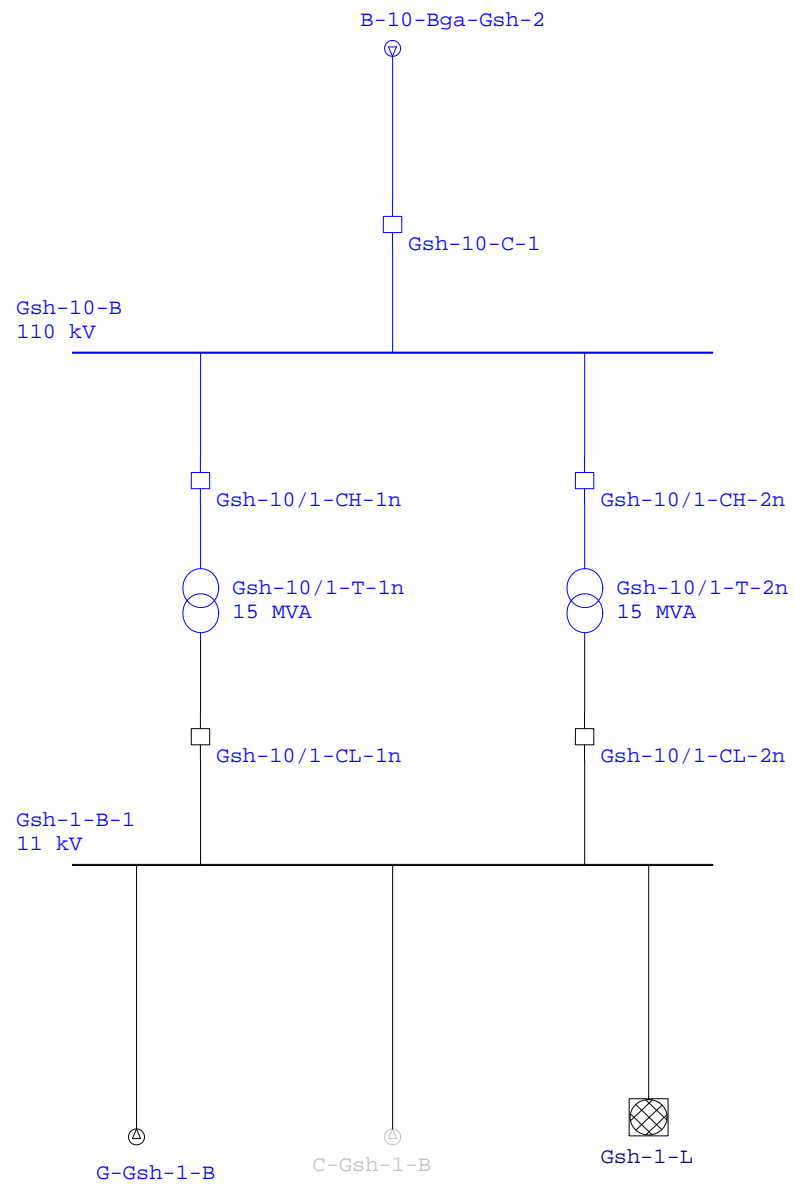 B-10-Bga-Gsh-2
Gsh-10-C-1
Gsh-10-B
110 kV
Gsh-10/1-CH-1n
Gsh-10/1-CH-2n
Gsh-10/1-T-1n
15 MVA
Gsh-10/1-T-2n
15 MVA
Gsh-10/1-CL-1n
Gsh-10/1-CL-2n
Gsh-1-B-1
11 kV
G-Gsh-1-B
C-Gsh-1-B
Gsh-1-L